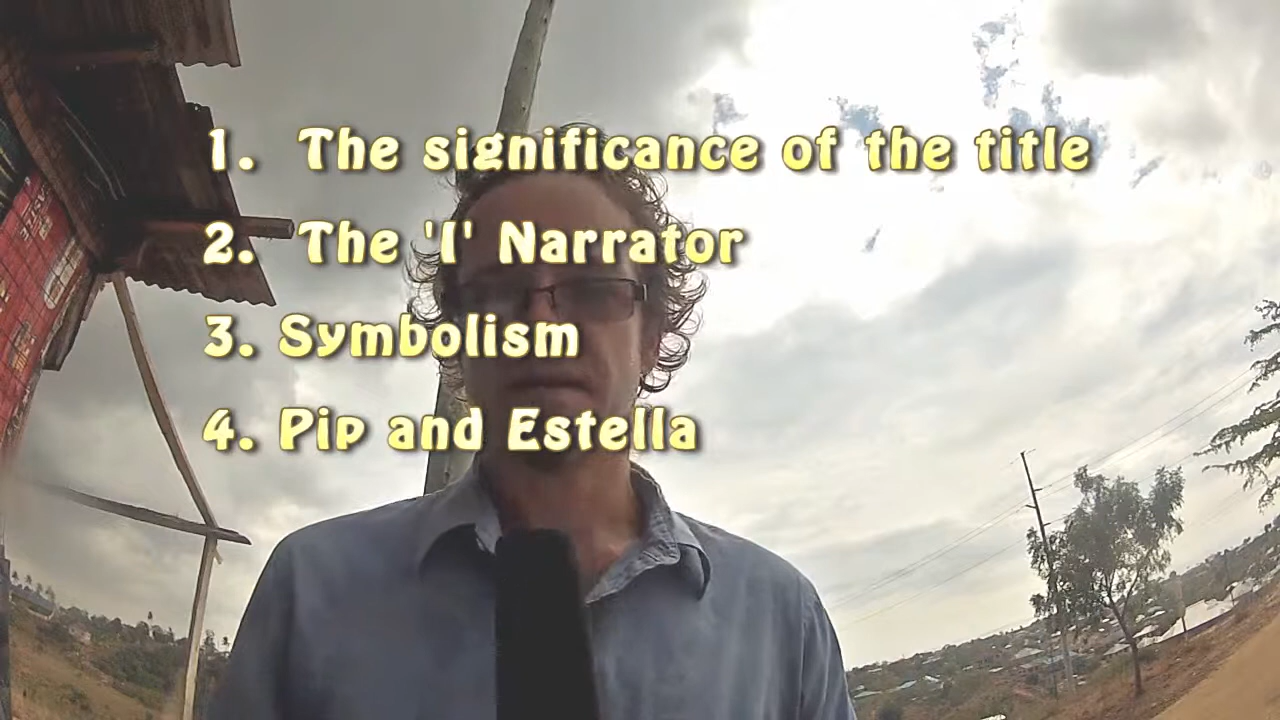 1. The significance of the title
2. The 'I' Narrator
3. Symbolism
4. Pip and Estella